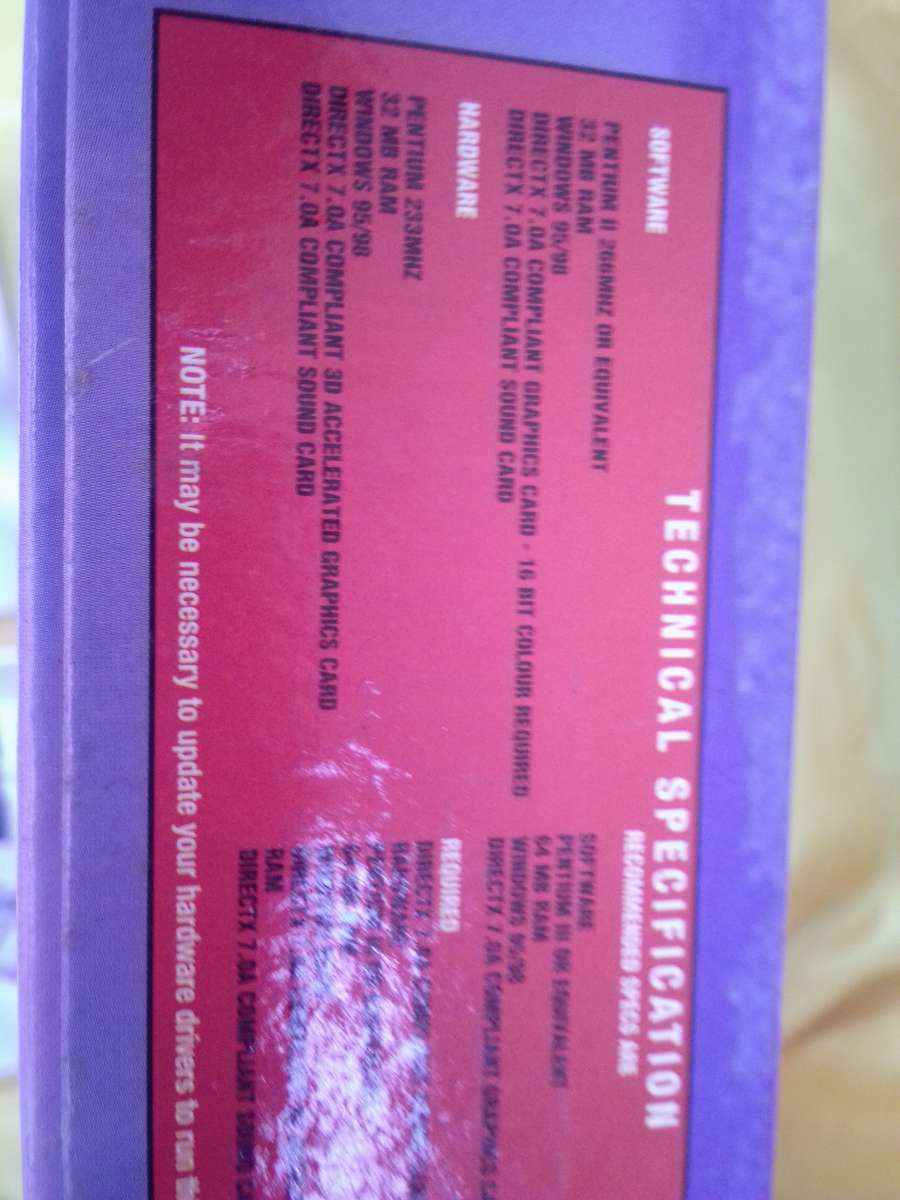 TECHNICAL SPECIFICATION
SOFTWARE
PENTIUM II 266MHZ OR EQUIVALENT
32 MB RAM
WINDOWS 95/98
DIRECTX 7.0A COMPLIANT GRAPHICS CARD - 16 BIT COLOUR REQUIRED
DIRECTX 7.0A COMPLIANT SOUND CARD
HARDWARE
PENTIUM 233MHZ
32 MB RAM
WINDOWS 95/98
DIRECTX 7.0A COMPLIANT 3D ACCELERATED GRAPHICS CARD
DIRECTX 7.0A COMPLIANT SOUND CARD
RECOMMENDED SPECS ARE
SOFTWARE
PENTIUM III OR EQUIVALENT
64 MB RAM
WINDOWS 95/98
DIRECTX 7.0A COMPLIANT GRAPHICS
REQUIRED
DIRECTX 7.0A
HARDWARE
RAM
DIRECTX 7.0A COMPLIANT SOUND
NOTE: It may be necessary to update your hardware drivers to run